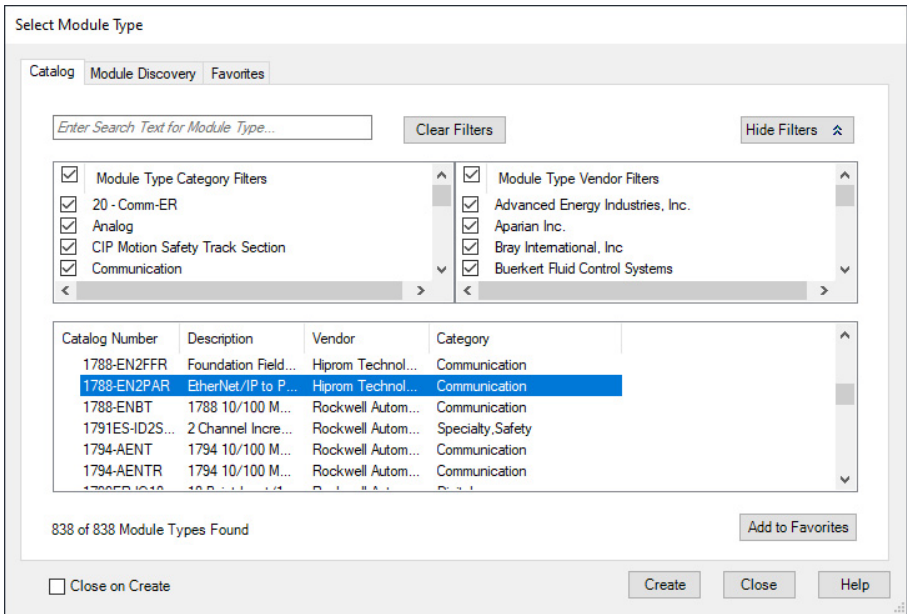 Select Module Type
Catalog Module Discovery Favorites
Enter Search Text for Module Type... Clear Filters Hide Filters
Module Type Category Filters Module Type Vendor Filters
20 - Comm-ER Advanced Energy Industries, Inc.
Analog Aparian Inc.
CIP Motion Safety Track Section Bray International, Inc
Communication Buerkert Fluid Control Systems
Catalog Number Description Vendor Category
1788-EN2FFR Foundation Field... Hiprom Technol... Communication
1788-EN2PAR EtherNet/IP to P... Hiprom Technol... Communication
1788-ENBT 1788 10/100 M... Rockwell Autom... Communication
1791ES-ID2S... 2 Channel Incre... Rockwell Autom... Specialty,Safety
1794-AENT 1794 10/100 M... Rockwell Autom... Communication
1794-AENTR 1794 10/100 M... Rockwell Autom... Communication
838 of 838 Module Types Found Add to Favorites
Close on Create Create Close Help